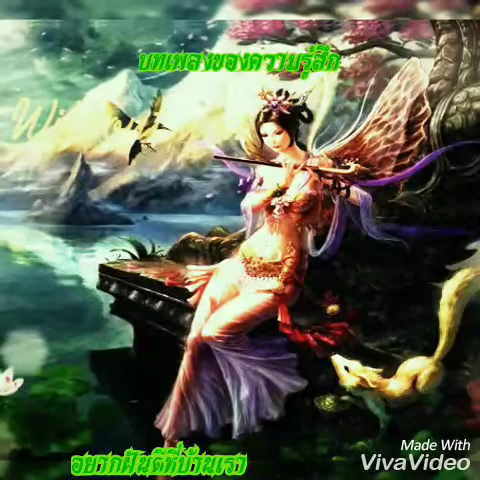 บทเพลงของความรู้สึก
อยากฝันดีที่บ้านเรา
Made With
VivaVideo